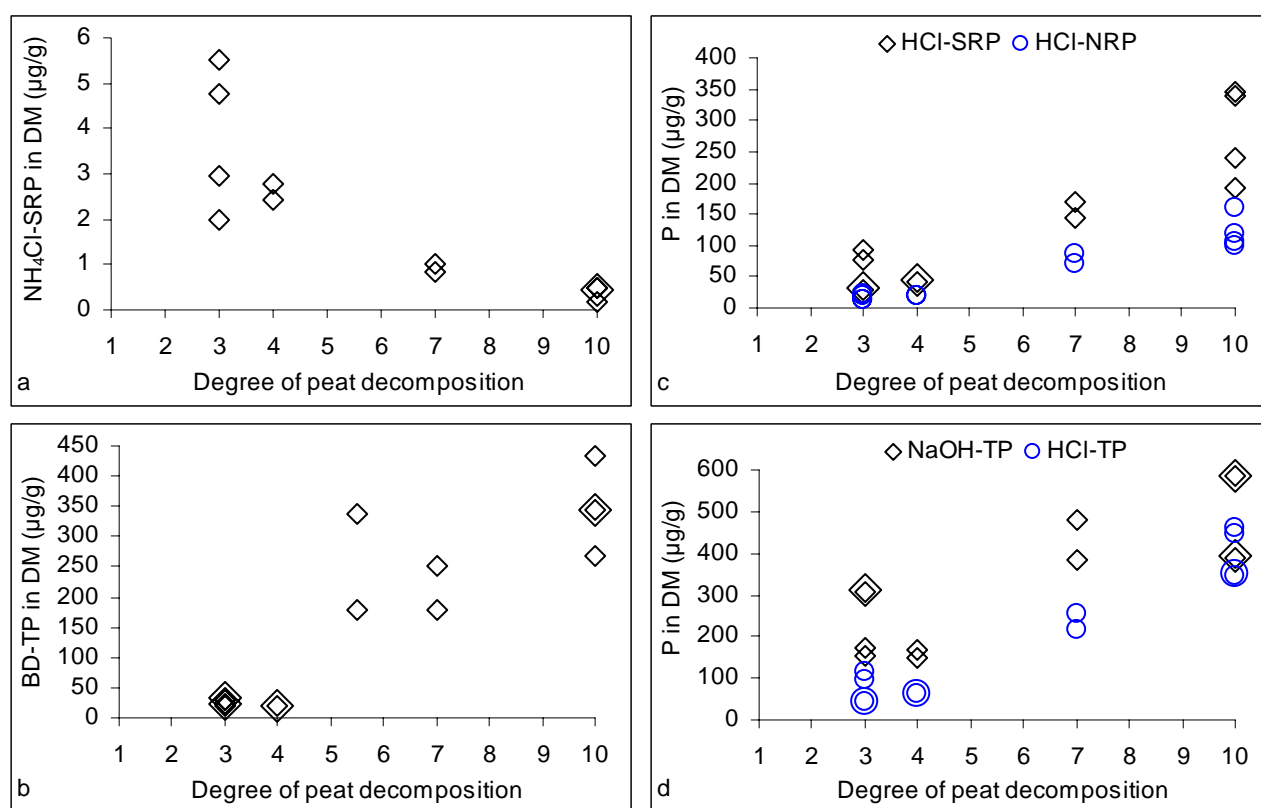 NH₄Cl-SRP in DM (µg/g)
6
5
4
3
2
1
0
1 2 3 4 5 6 7 8 9 10
a
Degree of peat decomposition
HCl-SRP HCl-NRP
P in DM (µg/g)
400
350
300
250
200
150
100
50
0
1 2 3 4 5 6 7 8 9 10
c
Degree of peat decomposition
BD-TP in DM (µg/g)
450
400
350
300
250
200
150
100
50
0
1 2 3 4 5 6 7 8 9 10
b
Degree of peat decomposition
NaOH-TP HCl-TP
P in DM (µg/g)
600
500
400
300
200
100
0
1 2 3 4 5 6 7 8 9 10
d
Degree of peat decomposition